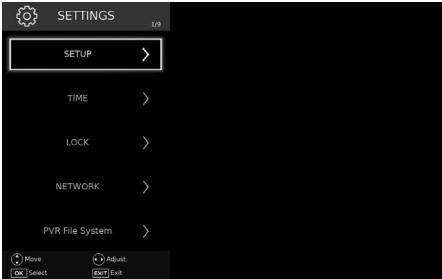 SETTINGS
1/9
SETUP
TIME
LOCK
NETWORK
PVR File System
Move Adjust
OK Select EXIT Exit